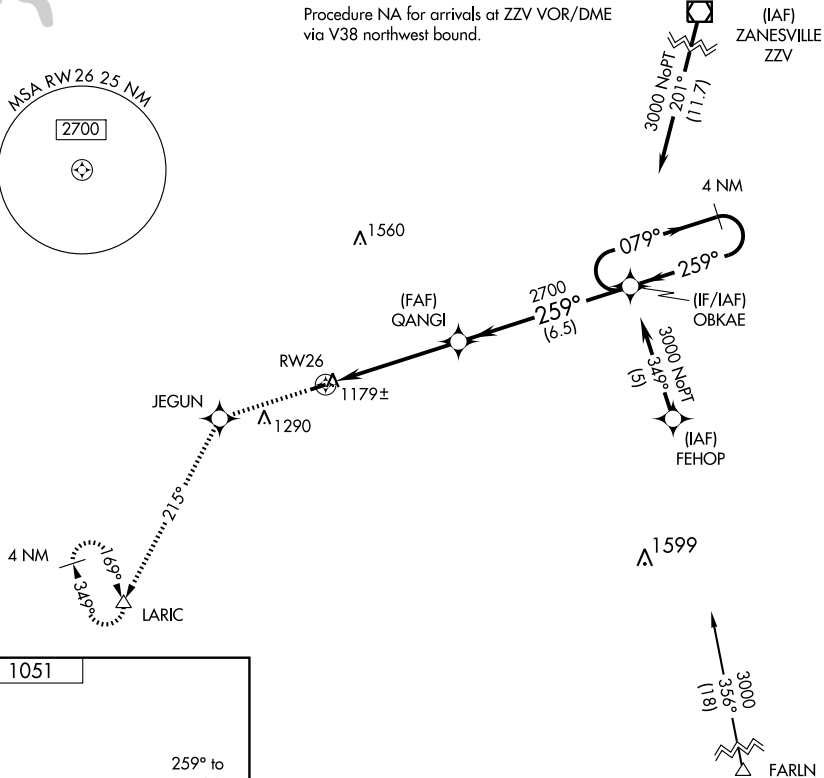 Procedure NA for arrivals at ZZV VOR/DME
via V38 northwest bound.
(IAF)
ZANESVILLE
ZZV
3000 NoPT
201°
(11.7)
MSA RW26 25 NM
2700
4 NM
1560
079°
259°
(IF/IAF)
OBKAE
2700
259°
(6.5)
(FAF)
QANGI
3000 NoPT
349°
(5)
(IAF)
FEHOP
RW26
1179±
JEGUN
1290
215°
4 NM
169°
349°
LARIC
1599
1051
259° to
3000
356°
(18)
FARLN